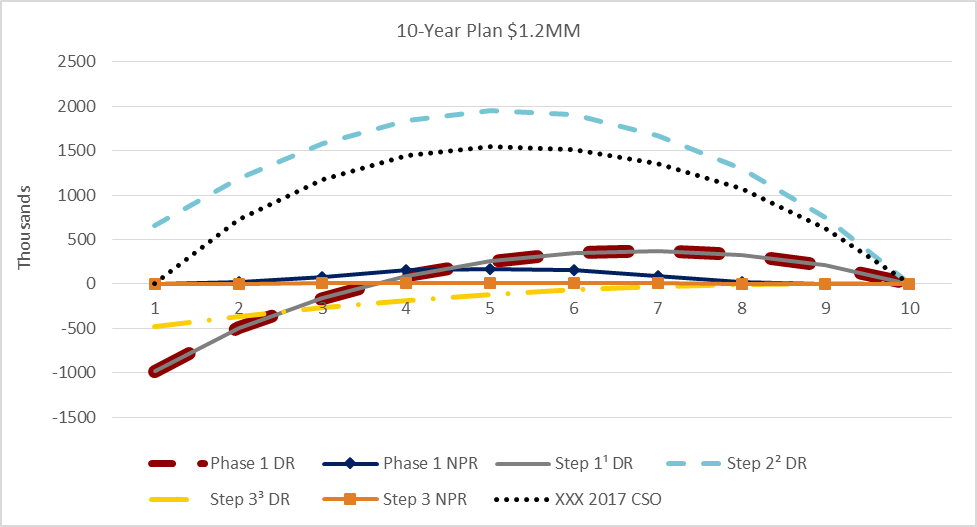 10-Year Plan $1.2MM
2500
2000
1500
1000
500
0
-500
-1000
-1500
Thousands
1 2 3 4 5 6 7 8 9 10
Phase 1 DR Phase 1 NPR Step 1¹ DR Step 2² DR
Step 3³ DR Step 3 NPR XXX 2017 CSO